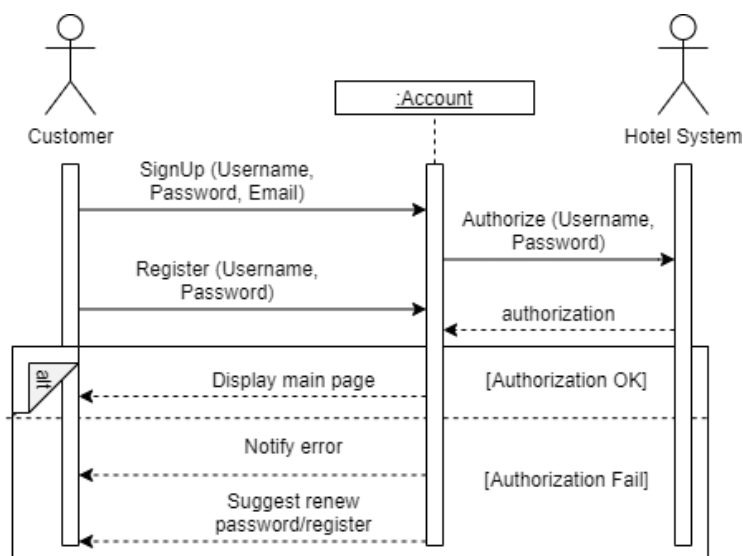 :Account
Customer
Hotel System
SignUp (Username,
Password, Email)
Authorize (Username,
Password)
Register (Username,
Password)
authorization
alt
Display main page
[Authorization OK]
Notify error
[Authorization Fail]
Suggest renew
password/register